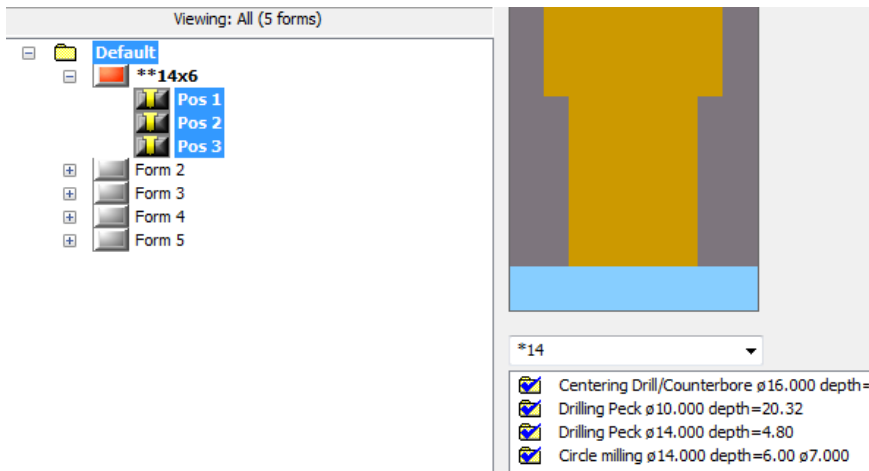 Viewing: All (5 forms)
Default
**14x6
Pos 1
Pos 2
Pos 3
Form 2
Form 3
Form 4
Form 5
*14
Centering Drill/Counterbore ø16.000 depth=
Drilling Peck ø10.000 depth=20.32
Drilling Peck ø14.000 depth=4.80
Circle milling ø14.000 depth=6.00 ø7.000